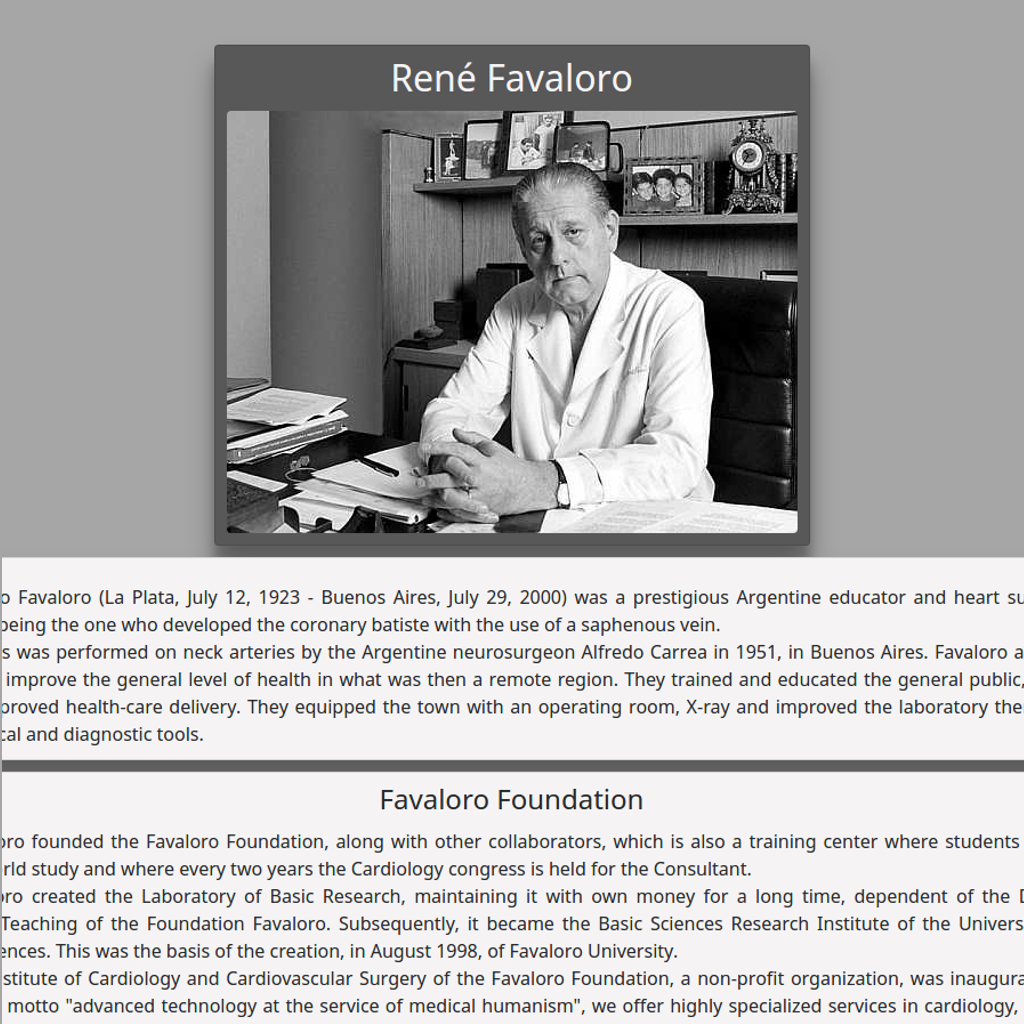 René Favaloro
o Favaloro (La Plata, July 12, 1923 - Buenos Aires, July 29, 2000) was a prestigious Argentine educator and heart su
being the one who developed the coronary batiste with the use of a saphenous vein.
s was performed on neck arteries by the Argentine neurosurgeon Alfredo Carrea in 1951, in Buenos Aires. Favaloro a
improve the general level of health in what was then a remote region. They trained and educated the general public,
proved health-care delivery. They equipped the town with an operating room, X-ray and improved the laboratory the
cal and diagnostic tools.
Favaloro Foundation
oro founded the Favaloro Foundation, along with other collaborators, which is also a training center where students
rld study and where every two years the Cardiology congress is held for the Consultant.
oro created the Laboratory of Basic Research, maintaining it with own money for a long time, dependent of the D
Teaching of the Foundation Favaloro. Subsequently, it became the Basic Sciences Research Institute of the Univers
ences. This was the basis of the creation, in August 1998, of Favaloro University.
stitute of Cardiology and Cardiovascular Surgery of the Favaloro Foundation, a non-profit organization, was inaugura
motto "advanced technology at the service of medical humanism", we offer highly specialized services in cardiology,